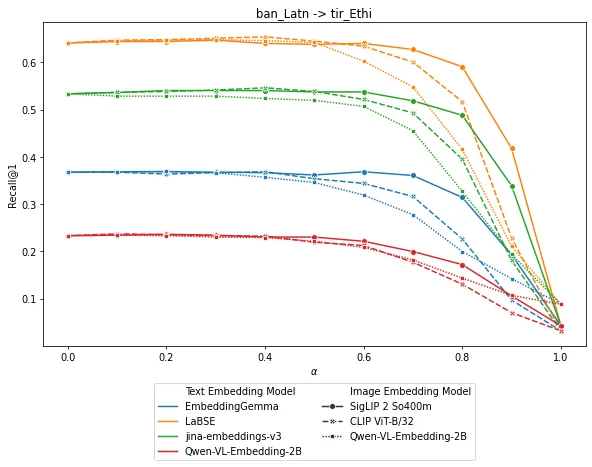 ban_Latn -> tir_Ethi
Recall@1
0.6
0.5
0.4
0.3
0.2
0.1
0.0 0.2 0.4 0.6 0.8 1.0
α
Text Embedding Model Image Embedding Model
EmbeddingGemma SigLIP 2 So400m
LaBSE CLIP ViT-B/32
jina-embeddings-v3 Qwen-VL-Embedding-2B
Qwen-VL-Embedding-2B